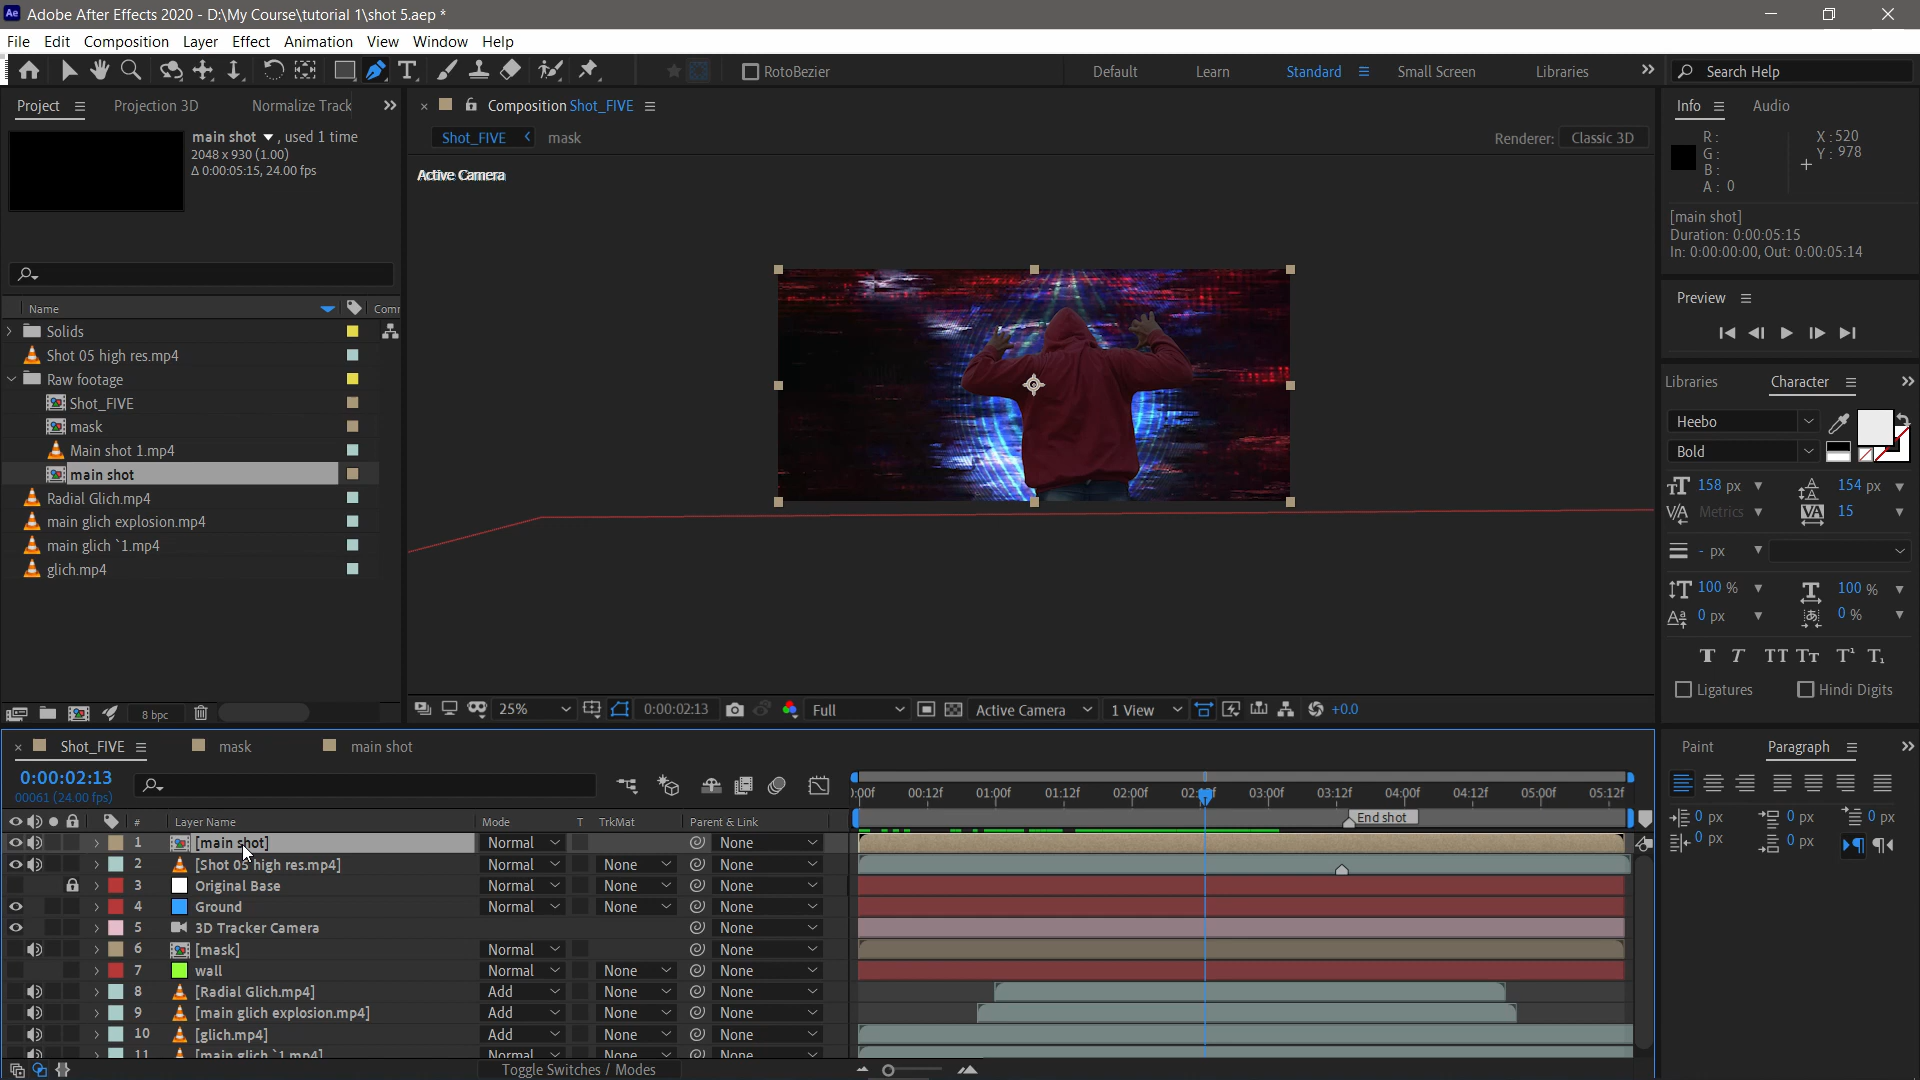 Adobe After Effects 2020 - D:\My Course\tutorial 1\shot 5.aep *
File Edit Composition Layer Effect Animation View Window Help
RotoBezier
Default Learn Standard Small Screen Libraries
Search Help
Project
Projection 3D
Normalize Track
Composition Shot_FIVE
Info
Audio
main shot , used 1 time
2048 x 930 (1.00)
Δ 0:00:05:15, 24.00 fps
Shot_FIVE
mask
Renderer: Classic 3D
Active Camera
R :
G :
B :
A : 0
X : 520
Y : 978
[main shot]
Duration: 0:00:05:15
In: 0:00:00:00, Out: 0:00:05:14
Preview
Name
Solids
Shot 05 high res.mp4
Raw footage
Shot_FIVE
mask
Main shot 1.mp4
main shot
Radial Glich.mp4
main glich explosion.mp4
main glich `1.mp4
glich.mp4
Libraries
Character
Heebo
Bold
158 px
154 px
Metrics
15
- px
100 %
100 %
0 px
0 %
Ligatures
Hindi Digits
8 bpc
25%
0:00:02:13
Full
Active Camera
1 View
+0.0
Shot_FIVE
mask
main shot
Paint
Paragraph
0:00:02:13
00061 (24.00 fps)
00:12f 01:00f 01:12f 02:00f 03:00f 03:12f 04:00f 04:12f 05:00f 05:12f
# Layer Name Mode T TrkMat Parent & Link
End shot
1 [main shot] Normal None
2 [Shot 05 high res.mp4] Normal None None
3 Original Base Normal None None
4 Ground Normal None None
5 3D Tracker Camera None
6 [mask] Normal None
7 wall Normal None None
8 [Radial Glich.mp4] Add None None
9 [main glich explosion.mp4] Add None None
10 [glich.mp4] Add None None
11 [main glich `1.mp4] Normal None None
0 px
0 px
0 px
0 px
0 px
Toggle Switches / Modes